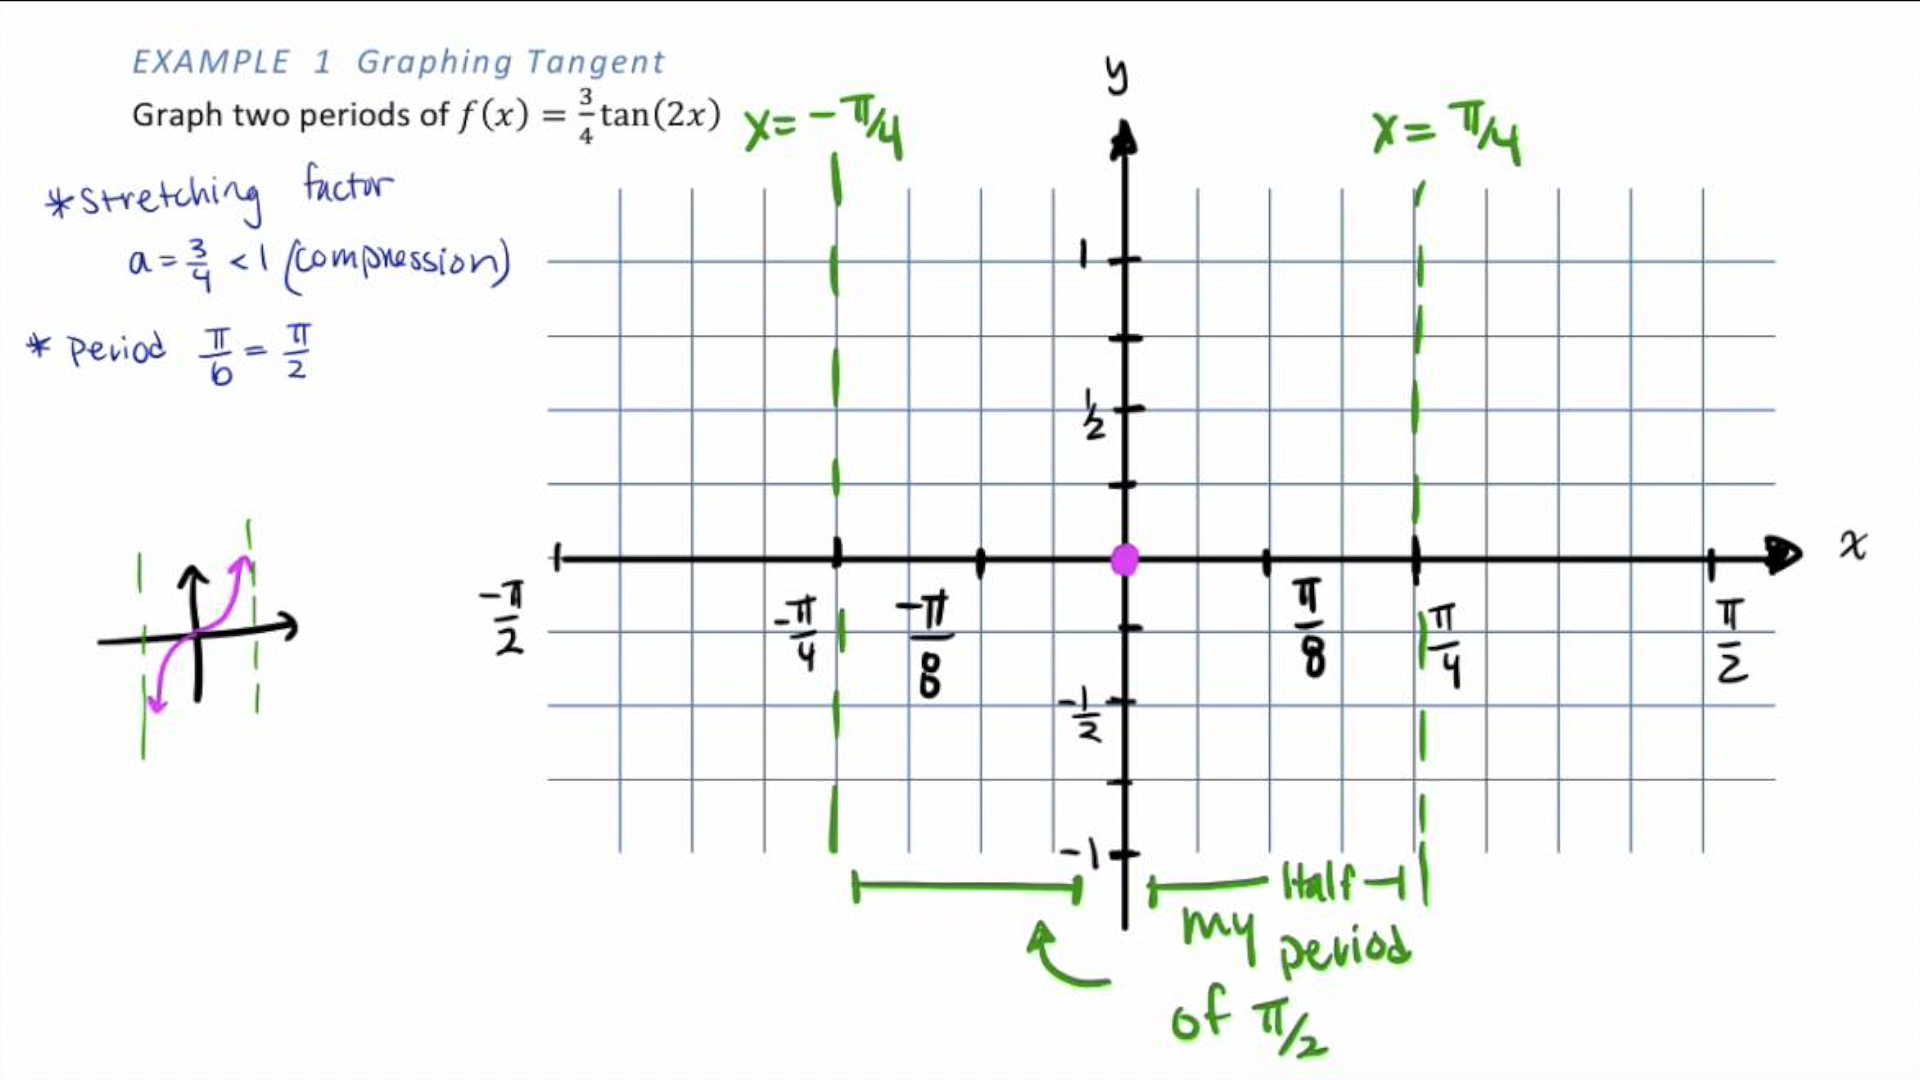 EXAMPLE 1 Graphing Tangent
Graph two periods of f(x) = 3/4 tan(2x)
* Stretching factor
a = 3/4 < 1 (compression)
* Period π/b = π/2
x = -π/4
x = π/4
y
1
1/2
x
-π/2
-π/4
-π/8
π/8
π/4
π/2
-1/2
-1
Half
my period
of π/2